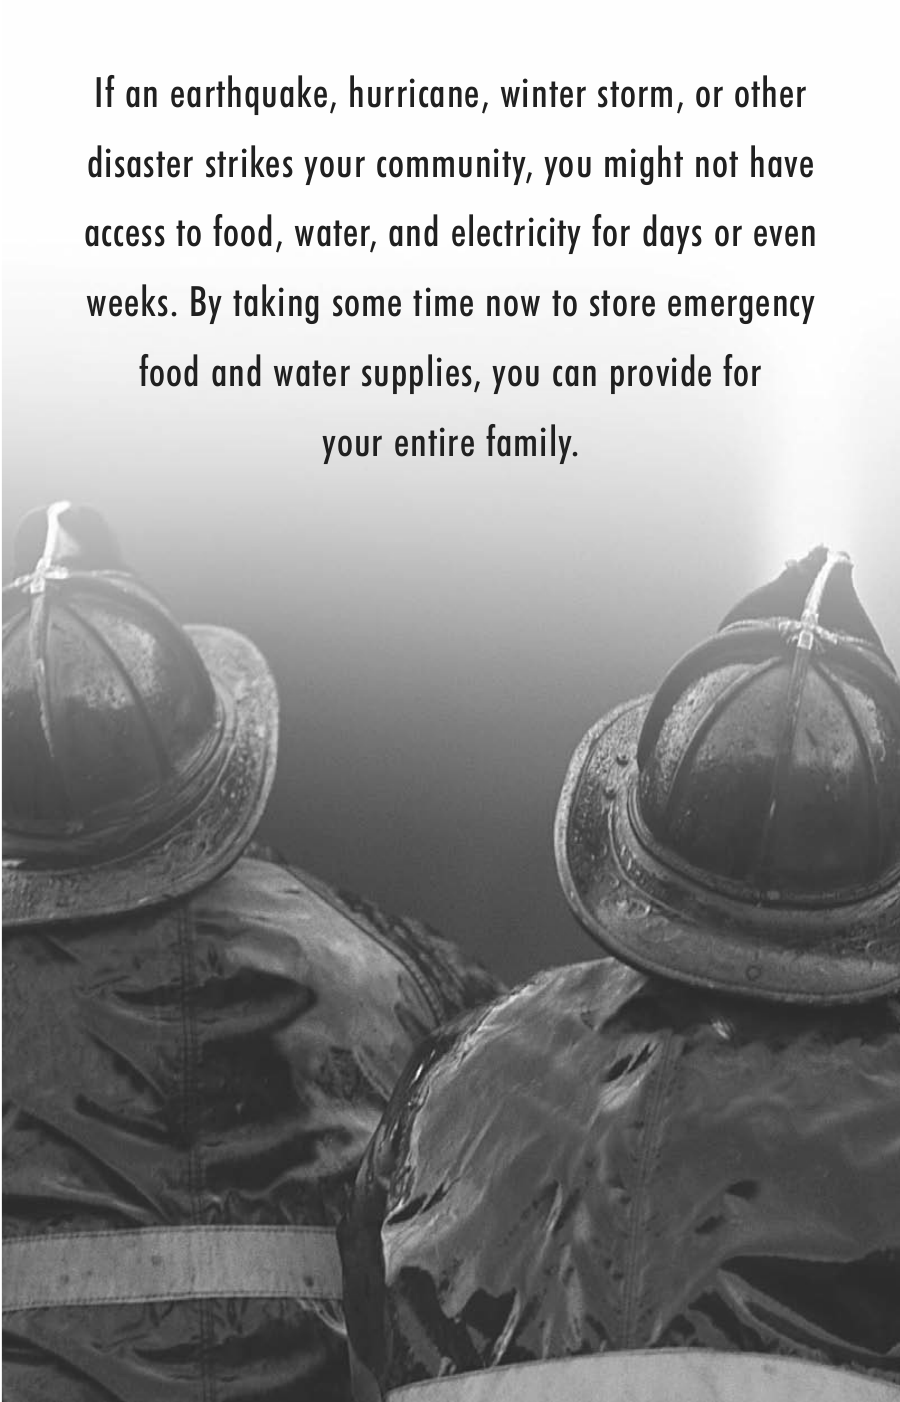 If an earthquake, hurricane, winter storm, or other
disaster strikes your community, you might not have
access to food, water, and electricity for days or even
weeks. By taking some time now to store emergency
food and water supplies, you can provide for
your entire family.